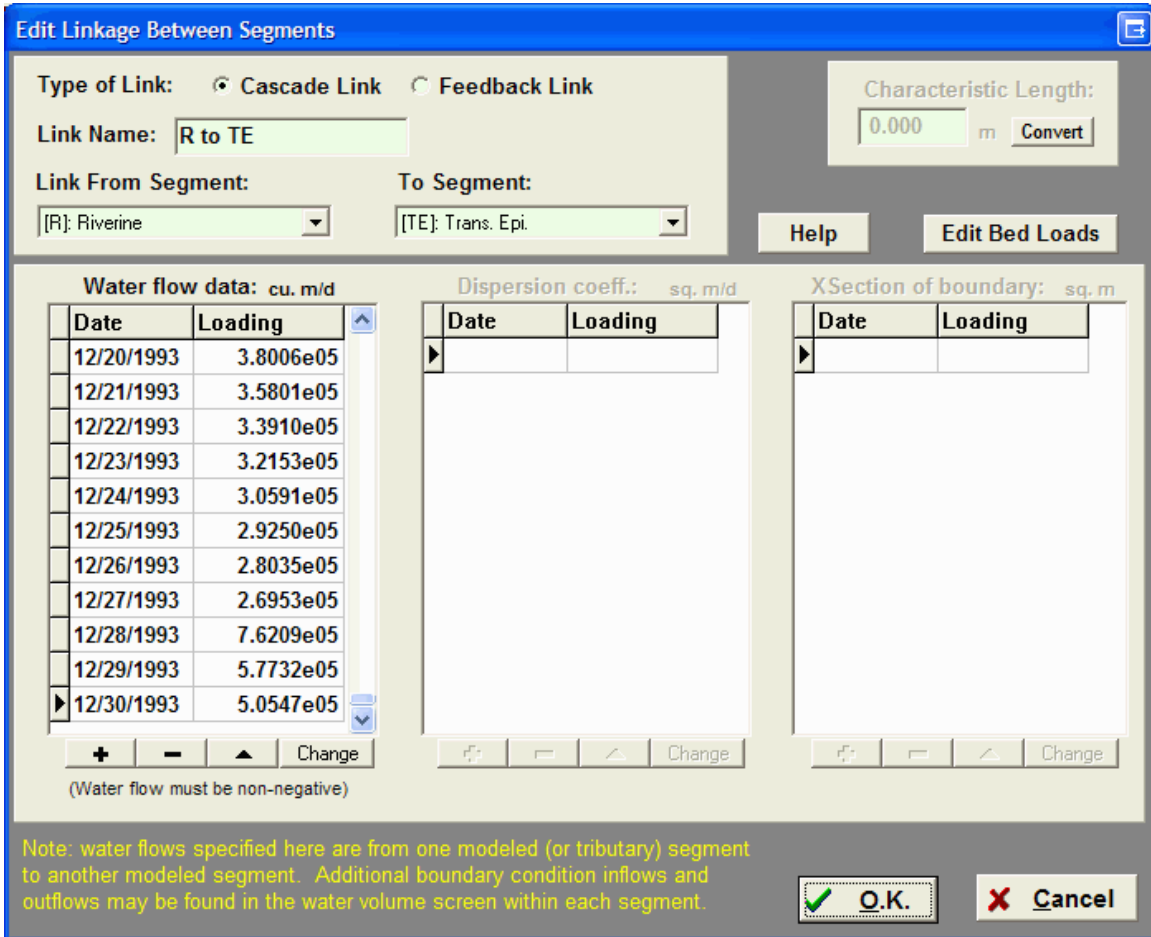 Edit Linkage Between Segments
Type of Link: Cascade Link Feedback Link
Link Name: R to TE
Characteristic Length:
0.000 m Convert
Link From Segment: To Segment:
[R]: Riverine [TE]: Trans. Epi.
Help Edit Bed Loads
Water flow data: cu. m/d Dispersion coeff.: sq. m/d XSection of boundary: sq. m
Date Loading Date Loading Date Loading
12/20/1993 3.8006e05
12/21/1993 3.5801e05
12/22/1993 3.3910e05
12/23/1993 3.2153e05
12/24/1993 3.0591e05
12/25/1993 2.9250e05
12/26/1993 2.8035e05
12/27/1993 2.6953e05
12/28/1993 7.6209e05
12/29/1993 5.7732e05
12/30/1993 5.0547e05
Change Change Change
(Water flow must be non-negative)
Note: water flows specified here are from one modeled (or tributary) segment
to another modeled segment. Additional boundary condition inflows and
outflows may be found in the water volume screen within each segment.
O.K. Cancel